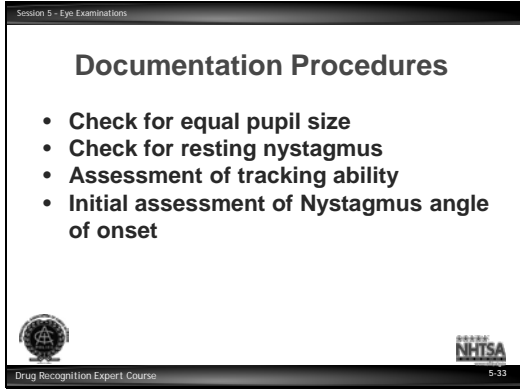 Session 5 - Eye Examinations
Documentation Procedures
• Check for equal pupil size
• Check for resting nystagmus
• Assessment of tracking ability
• Initial assessment of Nystagmus angle
of onset
NHTSA
Drug Recognition Expert Course
5-33